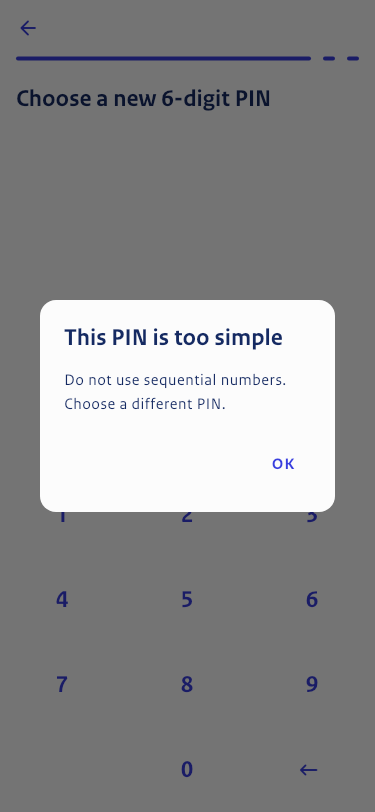 Choose a new 6-digit PIN
This PIN is too simple
Do not use sequential numbers.
Choose a different PIN.
OK
1 2 3
4 5 6
7 8 9
0